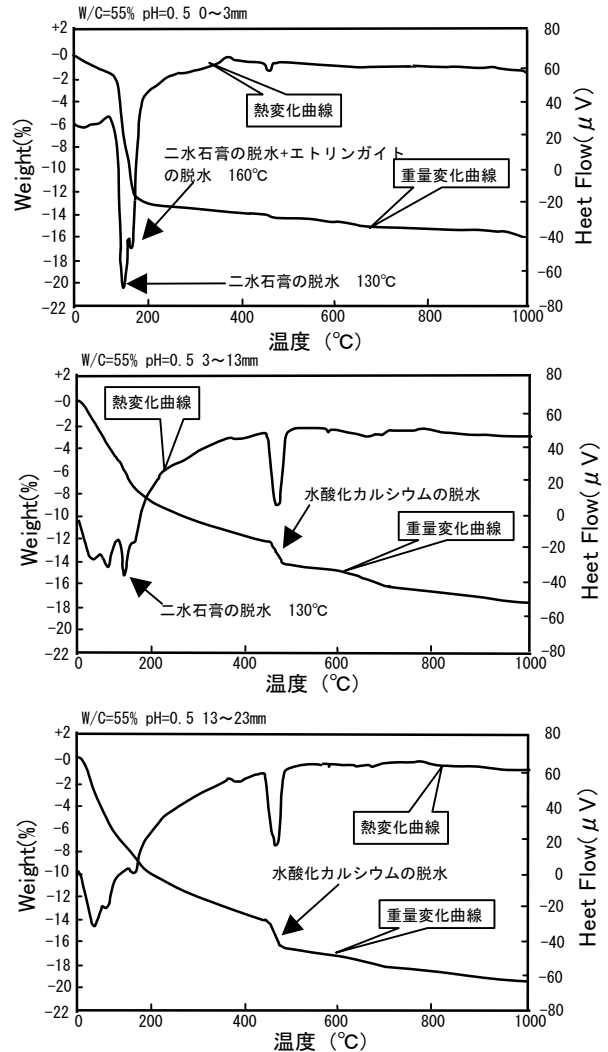 W/C=55% pH=0.5 0～3mm
+2
-0
-2
-4
-6
-8
-10
-12
-14
-16
-18
-20
-22
Weight(%)
熱変化曲線
二水石膏の脱水+エトリンガイト
の脱水 160℃
重量変化曲線
二水石膏の脱水 130℃
80
60
40
20
0
-20
-40
-60
-80
Heet Flow(μV)
0 200 400 600 800 1000
温度 (℃)
W/C=55% pH=0.5 3～13mm
+2
-0
-2
-4
-6
-8
-10
-12
-14
-16
-18
-20
-22
Weight(%)
熱変化曲線
水酸化カルシウムの脱水
重量変化曲線
二水石膏の脱水 130℃
80
60
40
20
0
-20
-40
-60
-80
Heet Flow(μV)
0 200 400 600 800 1000
温度 (℃)
W/C=55% pH=0.5 13～23mm
+2
-0
-2
-4
-6
-8
-10
-12
-14
-16
-18
-20
-22
Weight(%)
熱変化曲線
水酸化カルシウムの脱水
重量変化曲線
80
60
40
20
0
-20
-40
-60
-80
Heet Flow(μV)
0 200 400 600 800 1000
温度 (℃)